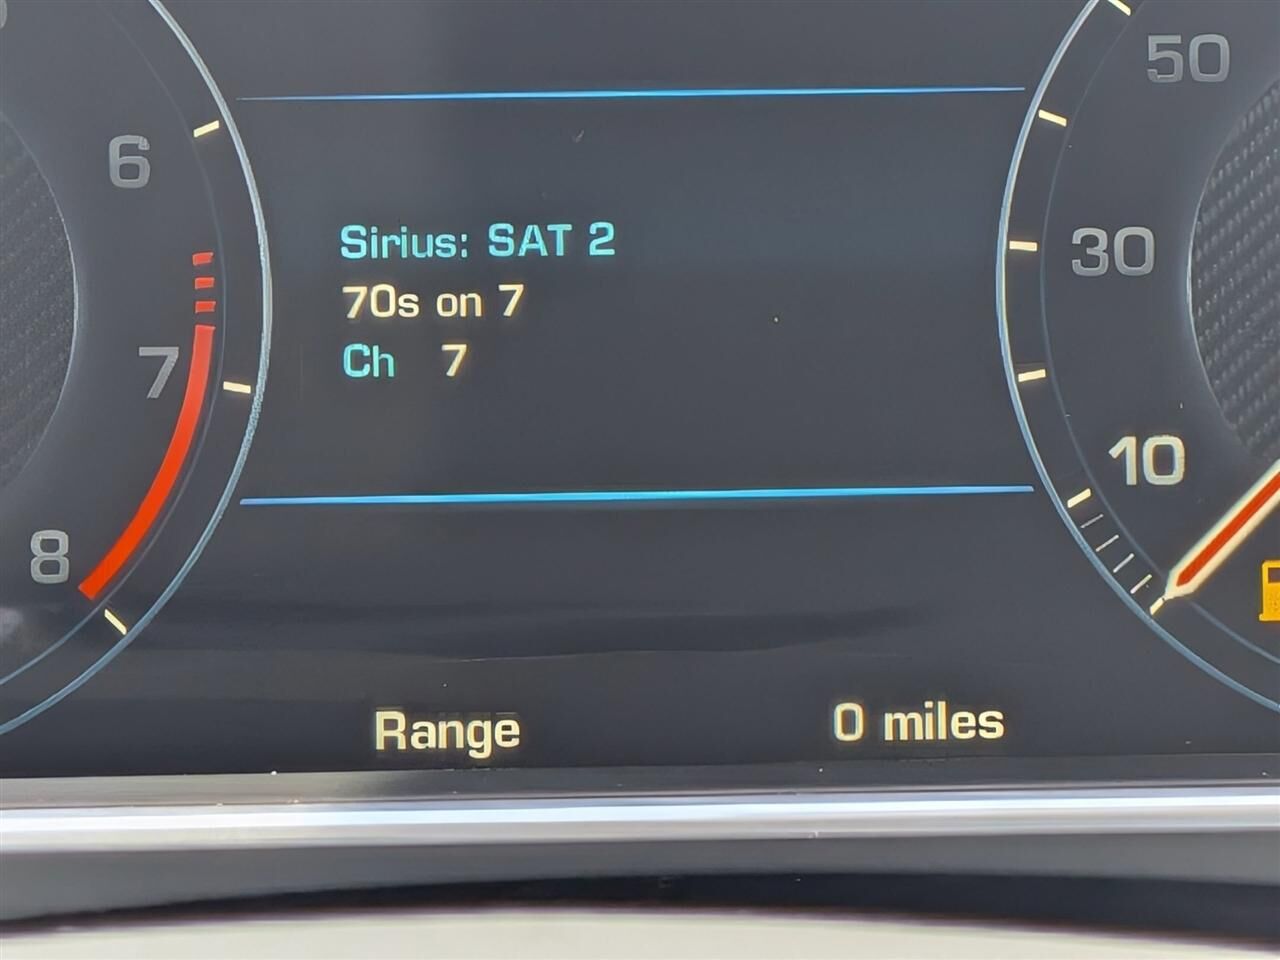 6
7
8
Sirius: SAT 2
70s on 7
Ch 7
50
30
10
Range 0 miles